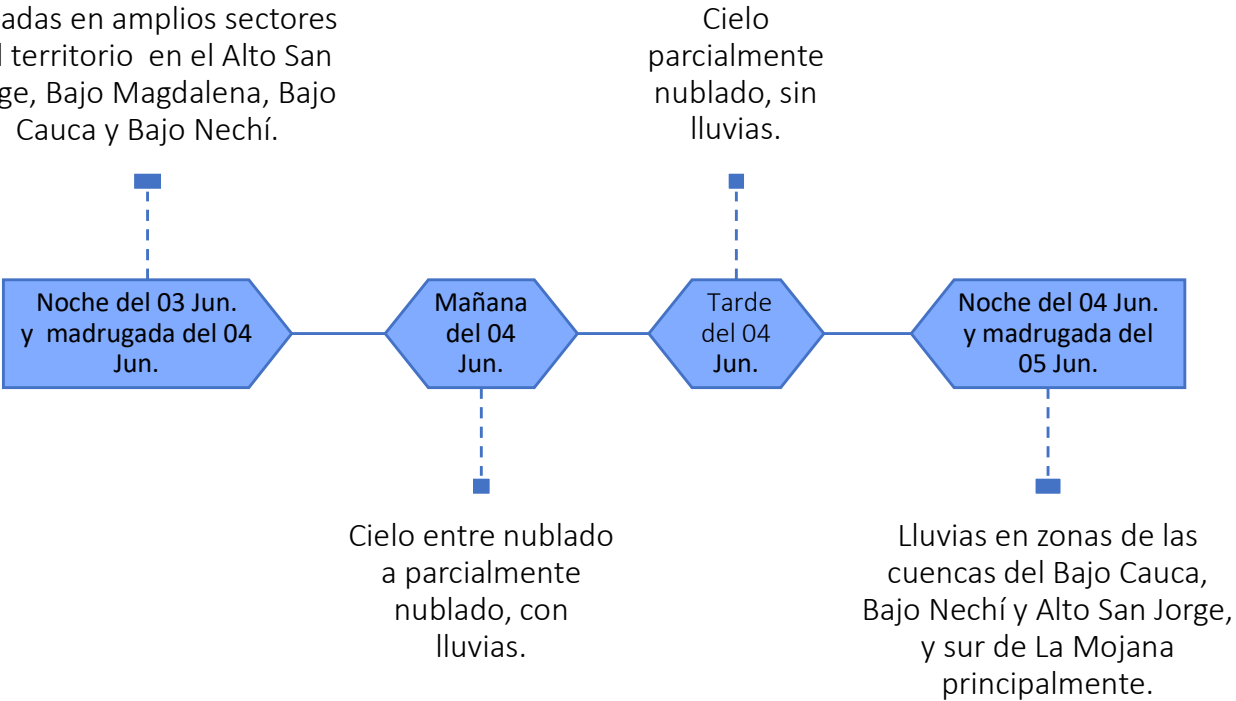 adas en amplios sectores
territorio en el Alto San
ge, Bajo Magdalena, Bajo
Cauca y Bajo Nechí.
Cielo
parcialmente
nublado, sin
lluvias.
Noche del 03 Jun.
y madrugada del 04
Jun.
Mañana
del 04
Jun.
Tarde
del 04
Jun.
Noche del 04 Jun.
y madrugada del
05 Jun.
Cielo entre nublado
a parcialmente
nublado, con
lluvias.
Lluvias en zonas de las
cuencas del Bajo Cauca,
Bajo Nechí y Alto San Jorge,
y sur de La Mojana
principalmente.